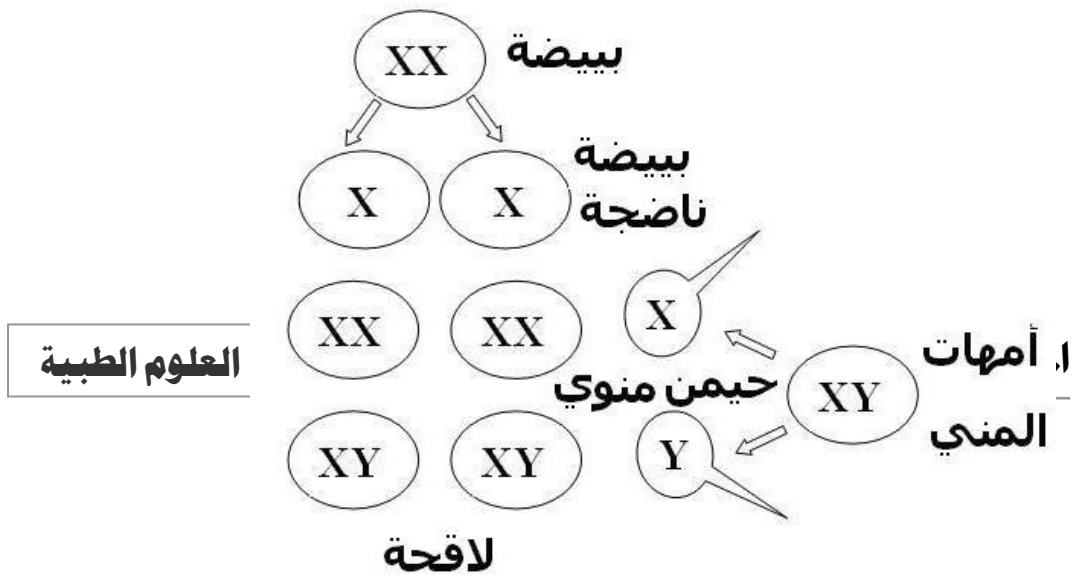 XX بييضة
X X بييضة
ناضجة
XX XX X
أمهات
العلوم الطبية
حيمن منوي
XY
المني
XY XY Y
لاقحة